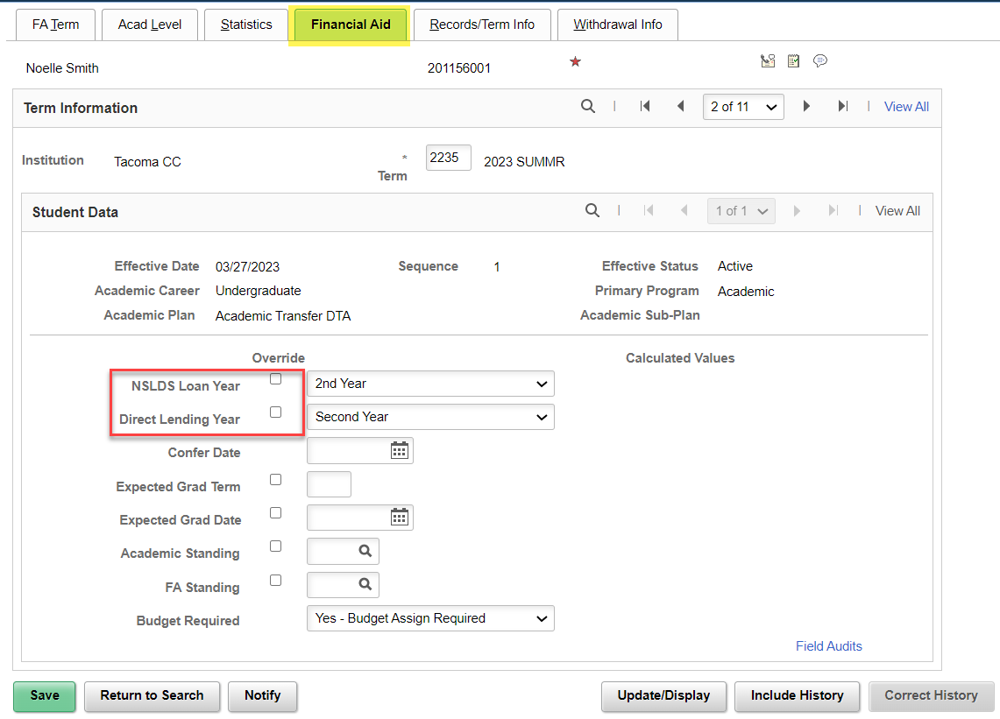 FA Term Acad Level Statistics Financial Aid Records/Term Info Withdrawal Info
Noelle Smith 201156001
Term Information 2 of 11 View All
Institution Tacoma CC * Term 2235 2023 SUMMR
Student Data 1 of 1 View All
Effective Date 03/27/2023 Sequence 1 Effective Status Active
Academic Career Undergraduate Primary Program Academic
Academic Plan Academic Transfer DTA Academic Sub-Plan
Override Calculated Values
NSLDS Loan Year 2nd Year
Direct Lending Year Second Year
Confer Date
Expected Grad Term
Expected Grad Date
Academic Standing
FA Standing
Budget Required Yes - Budget Assign Required
Field Audits
Save Return to Search Notify Update/Display Include History Correct History